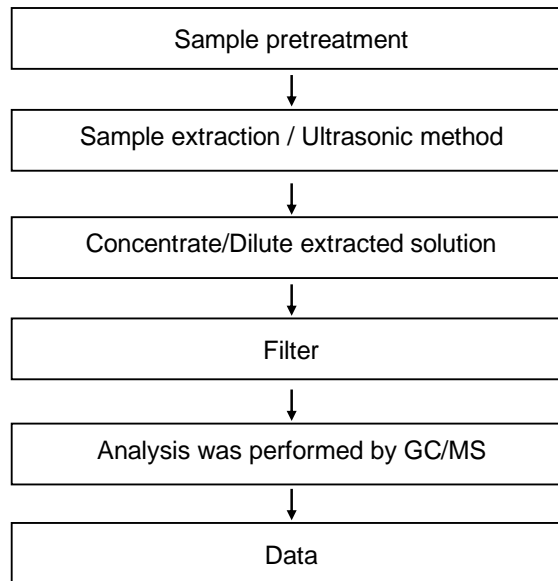 Sample pretreatment
Sample extraction / Ultrasonic method
Concentrate/Dilute extracted solution
Filter
Analysis was performed by GC/MS
Data